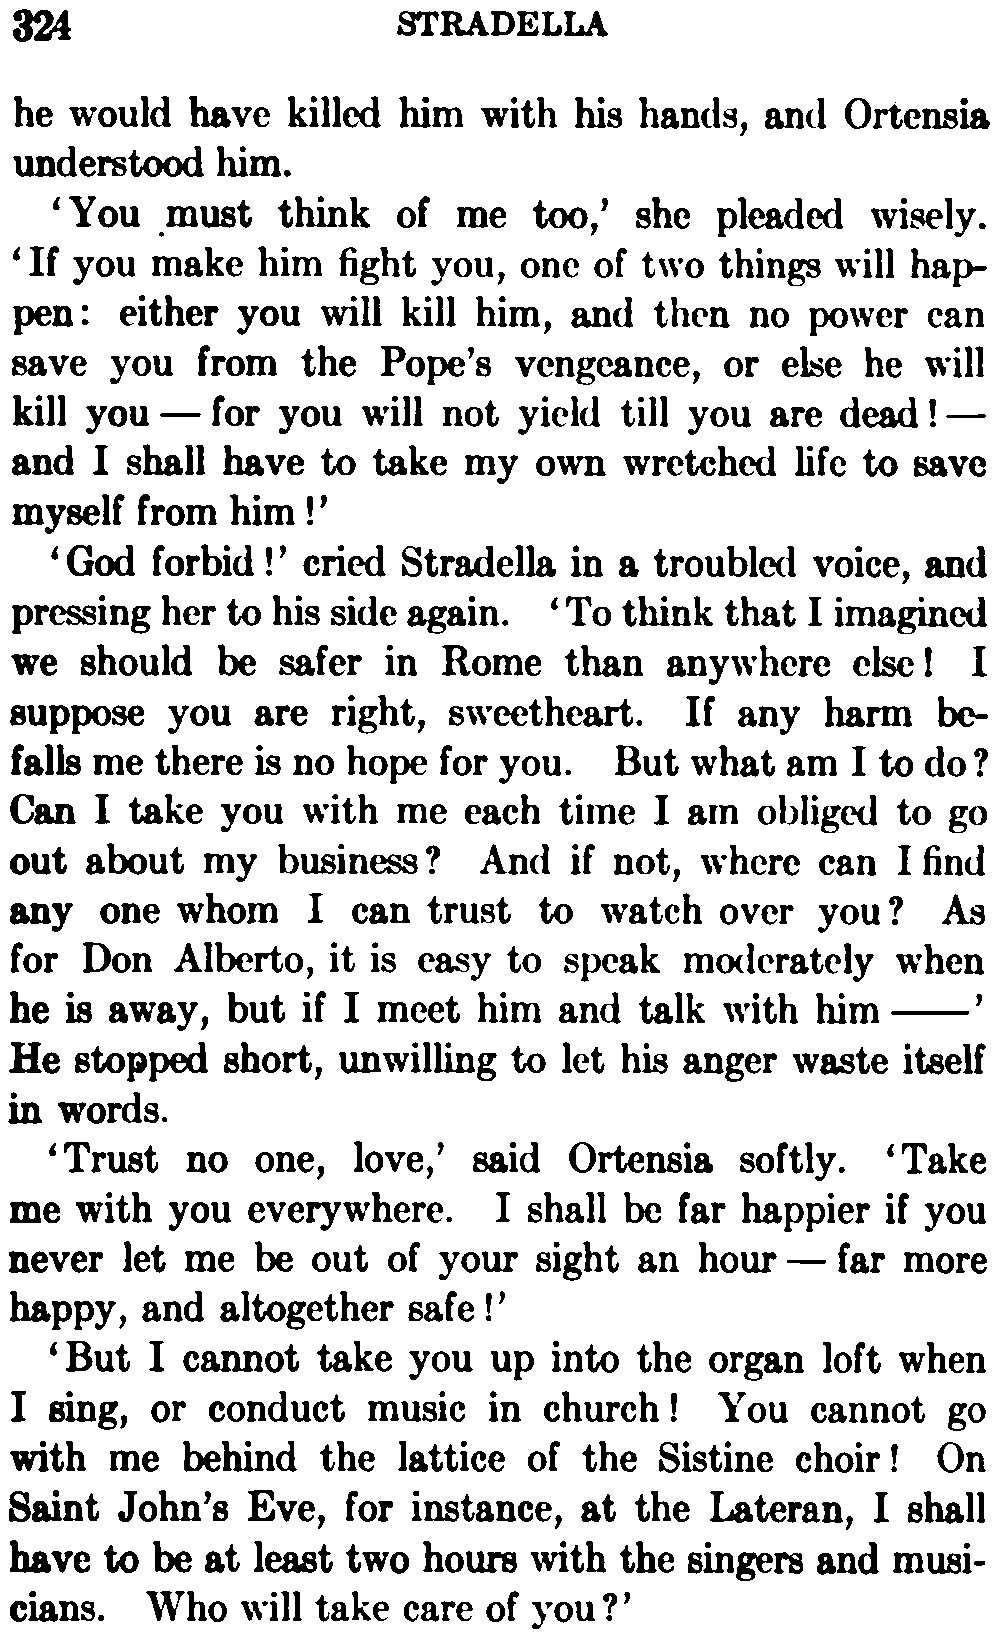 324 STRADELLA
he would have killed him with his hands, and Ortensia
understood him.
‘You must think of me too,’ she pleaded wisely.
‘If you make him fight you, one of two things will hap-
pen: either you will kill him, and then no power can
save you from the Pope’s vengeance, or else he will
kill you — for you will not yield till you are dead! —
and I shall have to take my own wretched life to save
myself from him!’
‘God forbid!’ cried Stradella in a troubled voice, and
pressing her to his side again. ‘To think that I imagined
we should be safer in Rome than anywhere else! I
suppose you are right, sweetheart. If any harm be-
falls me there is no hope for you. But what am I to do?
Can I take you with me each time I am obliged to go
out about my business? And if not, where can I find
any one whom I can trust to watch over you? As
for Don Alberto, it is easy to speak moderately when
he is away, but if I meet him and talk with him ——’
He stopped short, unwilling to let his anger waste itself
in words.
‘Trust no one, love,’ said Ortensia softly. ‘Take
me with you everywhere. I shall be far happier if you
never let me be out of your sight an hour — far more
happy, and altogether safe!’
‘But I cannot take you up into the organ loft when
I sing, or conduct music in church! You cannot go
with me behind the lattice of the Sistine choir! On
Saint John’s Eve, for instance, at the Lateran, I shall
have to be at least two hours with the singers and musi-
cians. Who will take care of you?’